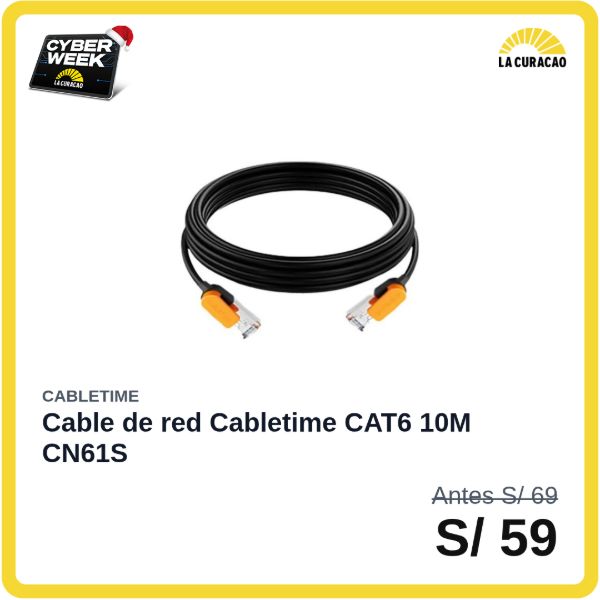 CYBER
WEEK
LA CURACAO
LA CURACAO
CABLETIME
Cable de red Cabletime CAT6 10M
CN61S
Antes S/ 69
S/ 59